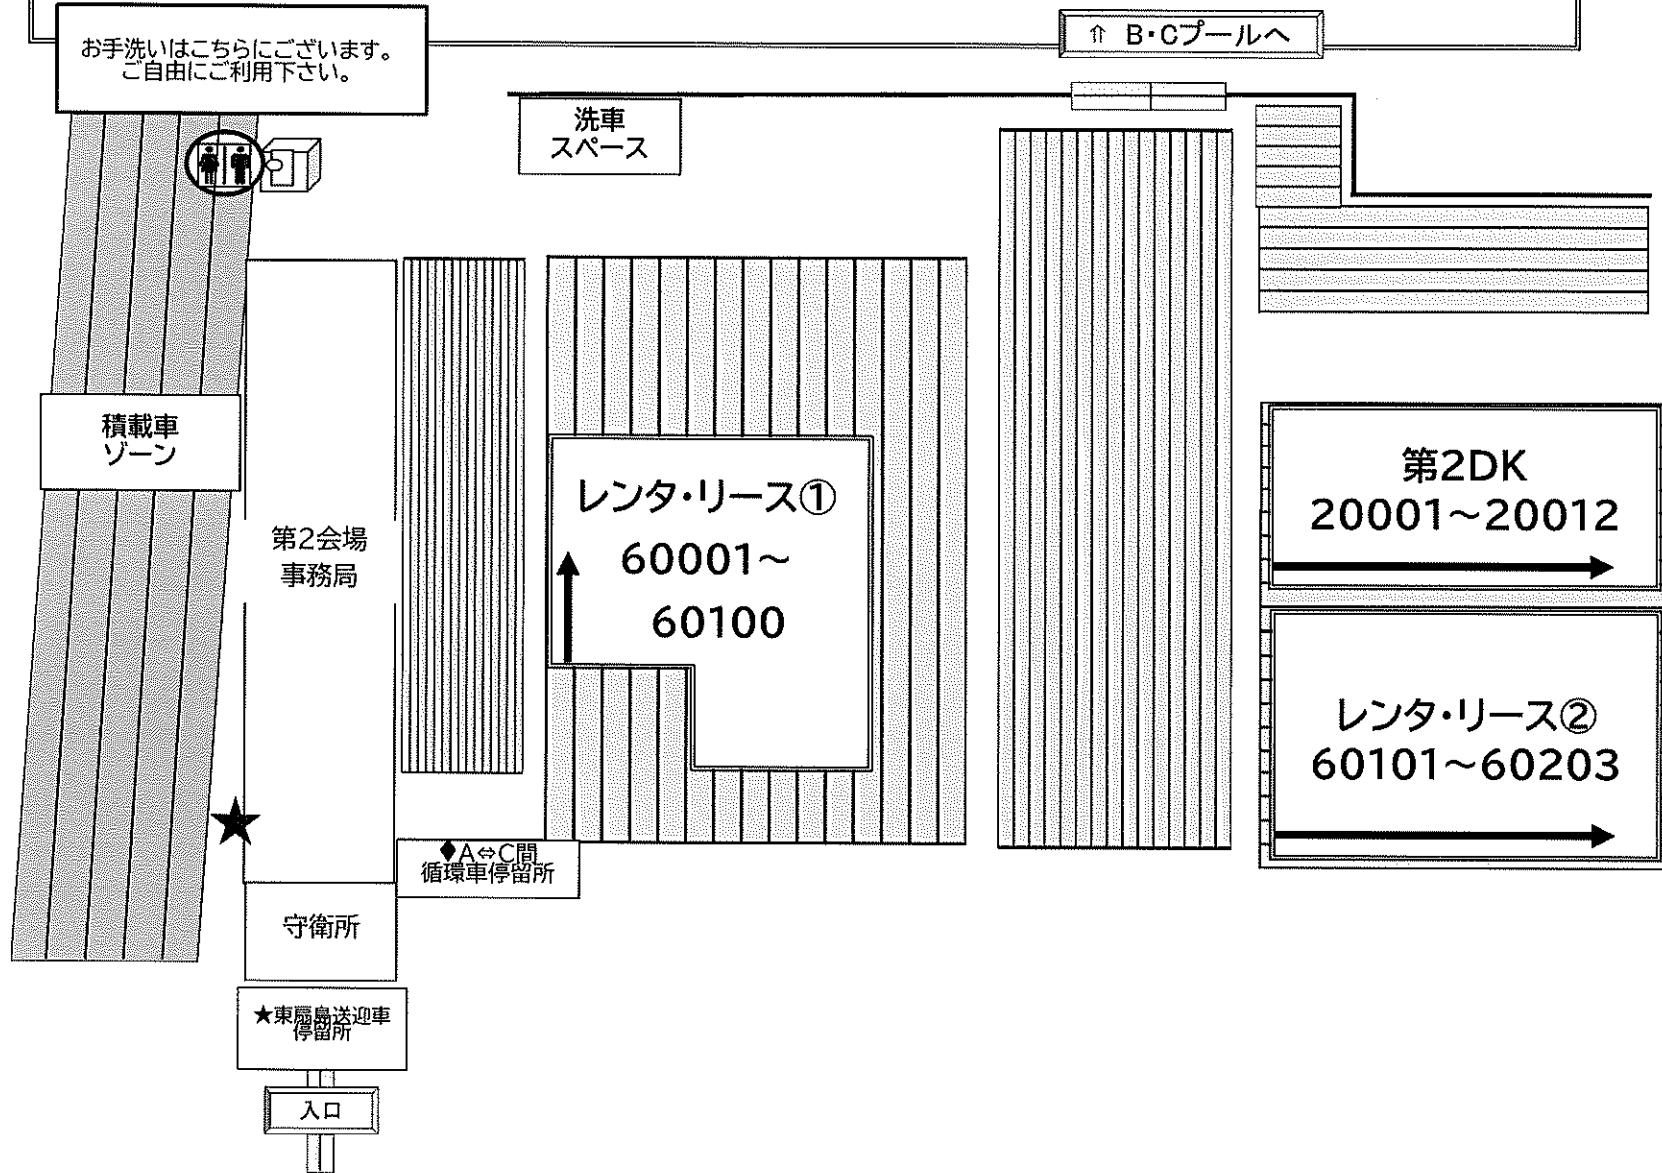 お手洗いはこちらにございます。
ご自由にご利用下さい。
⇑ B・Cプールへ
洗車
スペース
積載車
ゾーン
第2会場
事務局
レンタ・リース①
60001～
60100
第2DK
20001～20012
レンタ・リース②
60101～60203
♦A⇔C間
循環車停留所
守衛所
★東扇島送迎車
停留所
入口